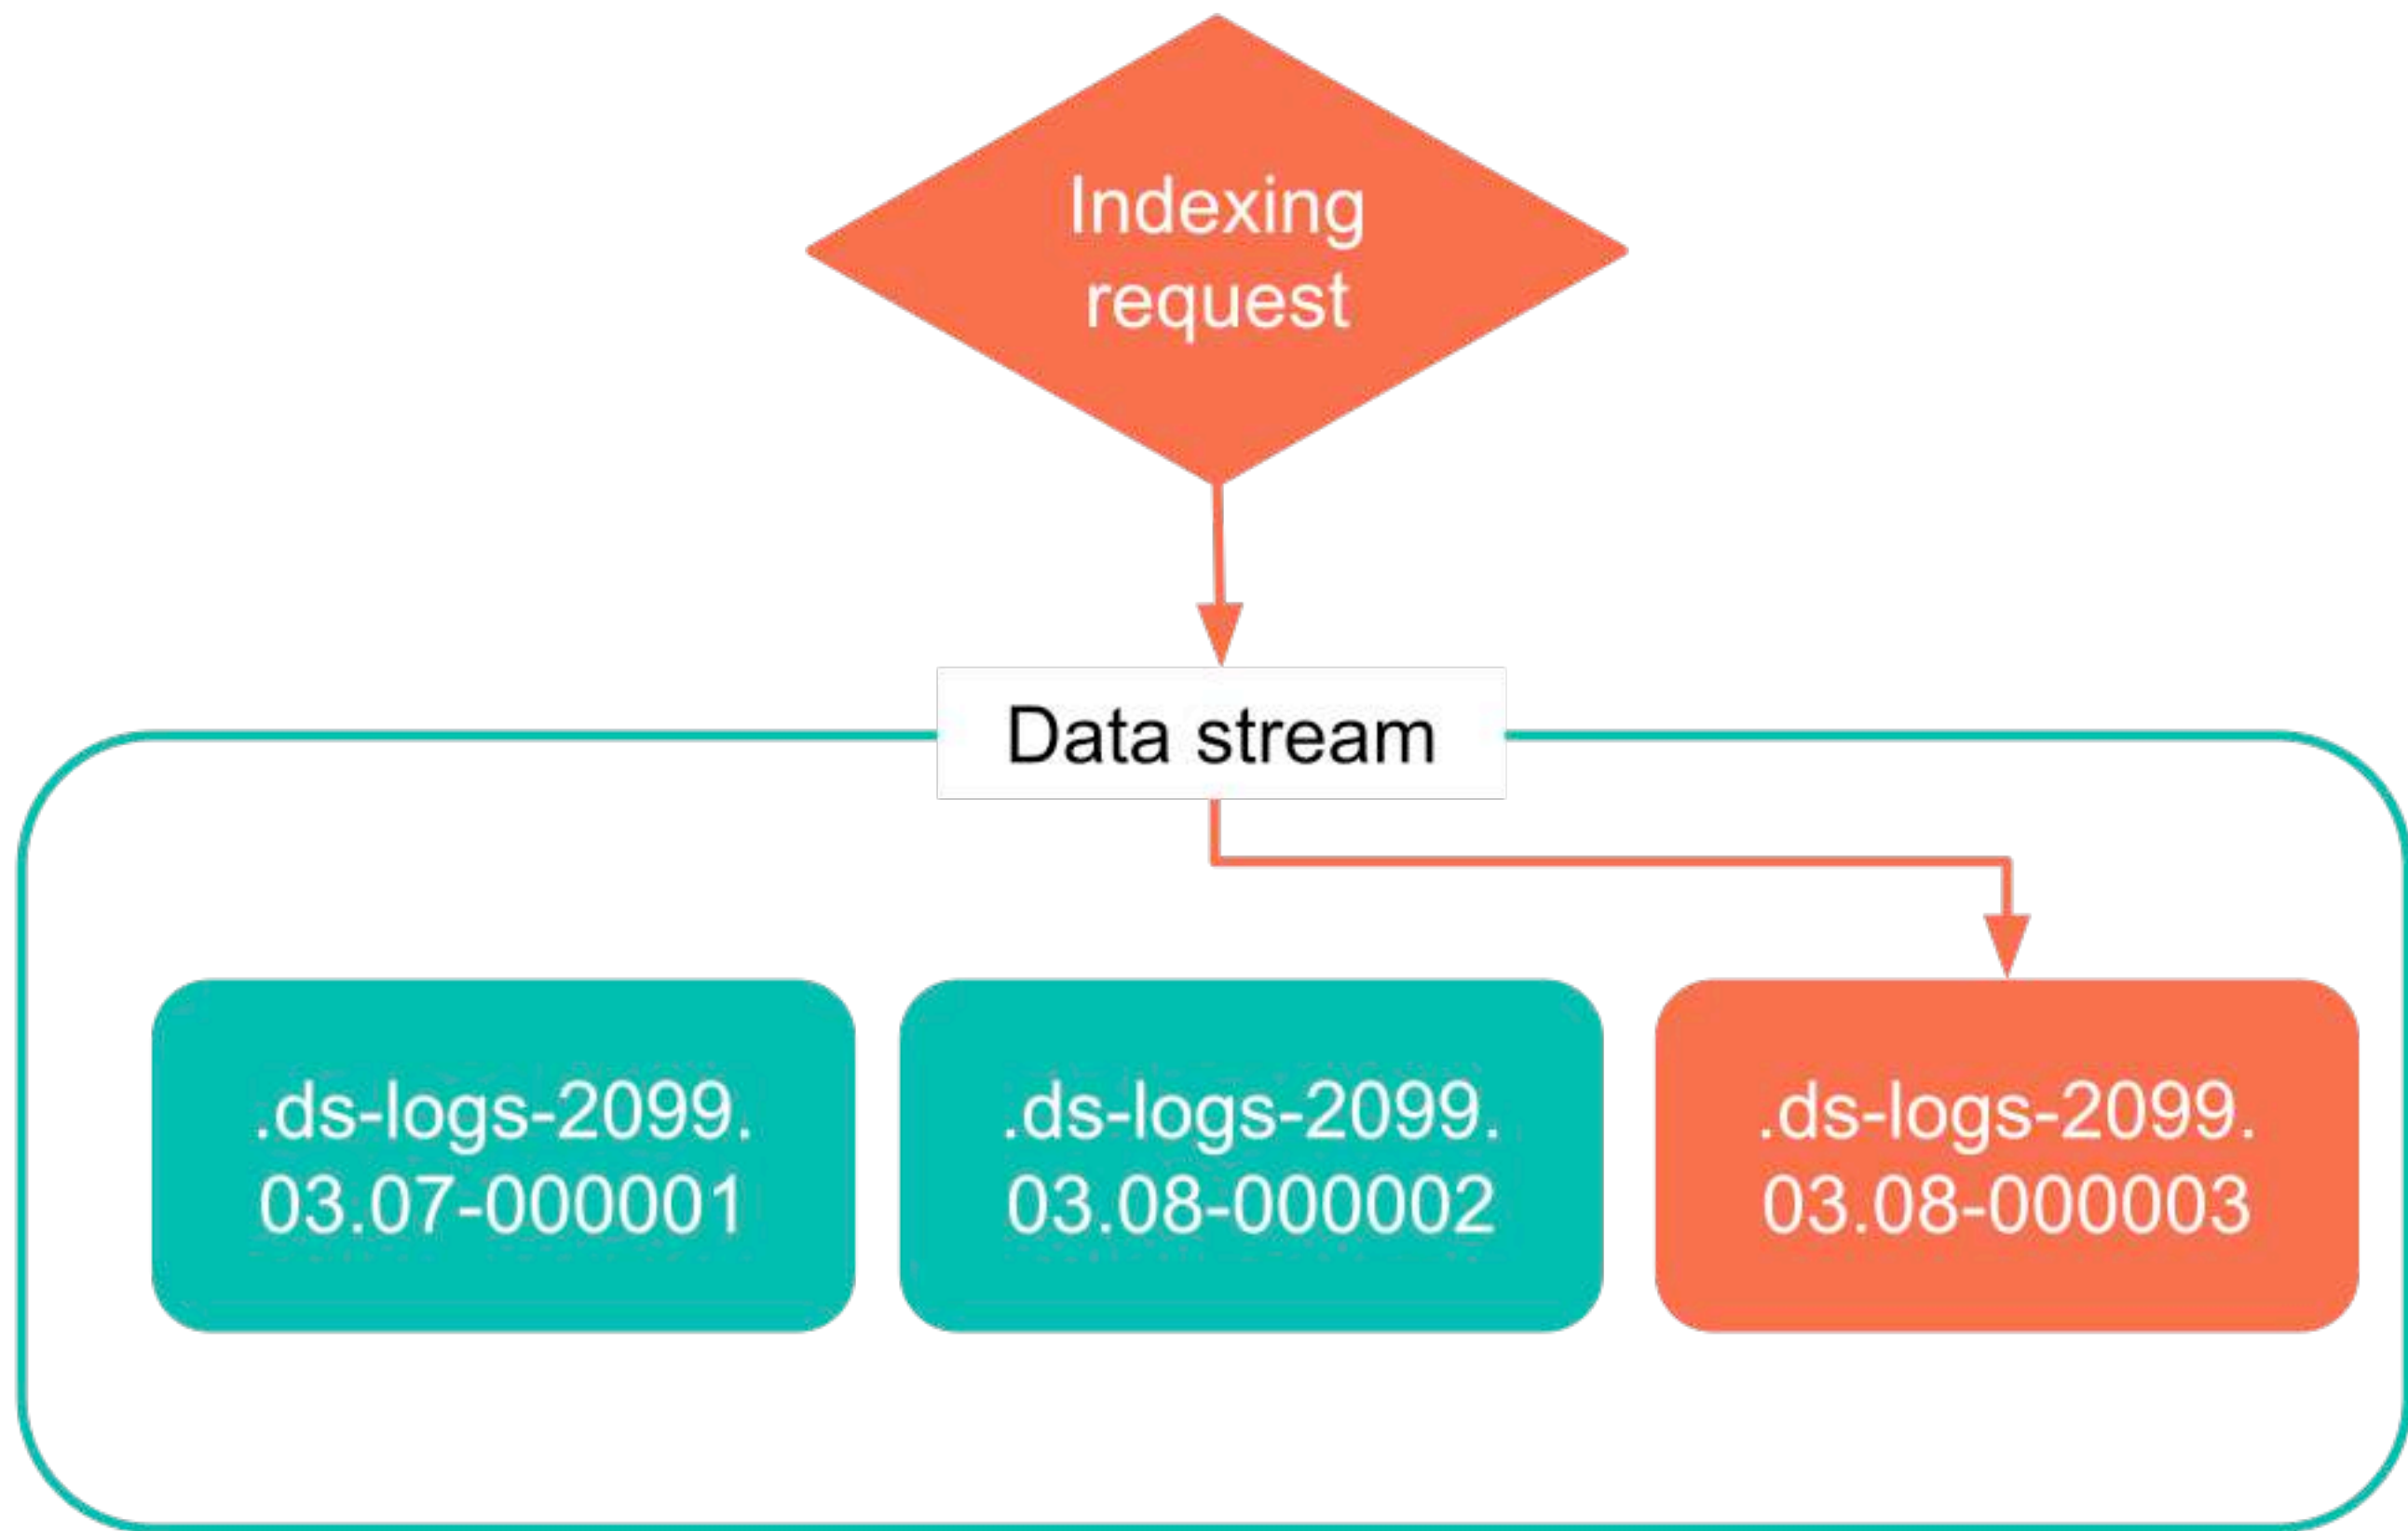 Indexing
request
Data stream
.ds-logs-2099.
03.07-000001
.ds-logs-2099.
03.08-000002
.ds-logs-2099.
03.08-000003